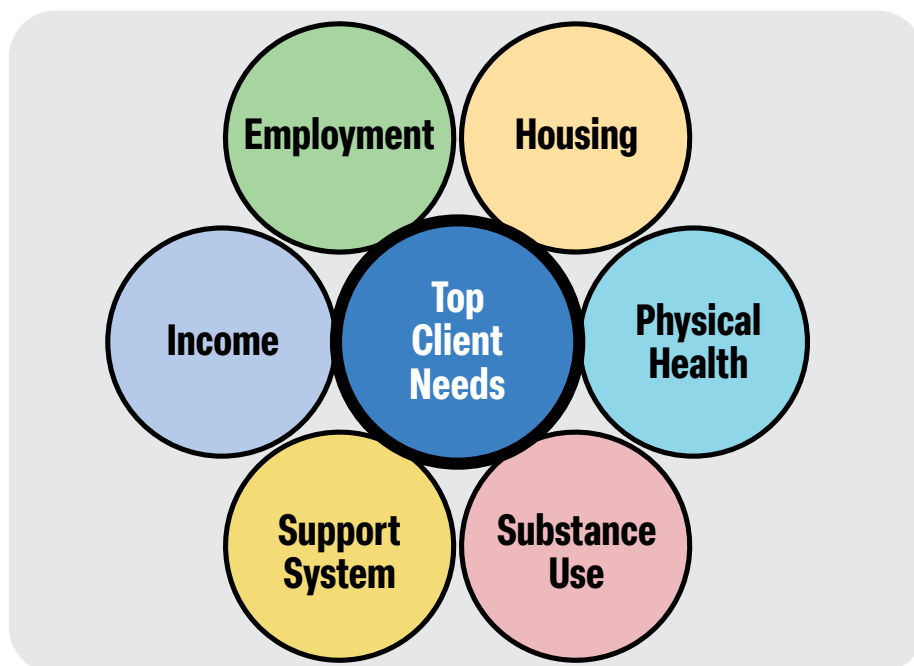 Employment
Housing
Income
Top
Client
Needs
Physical
Health
Support
System
Substance
Use